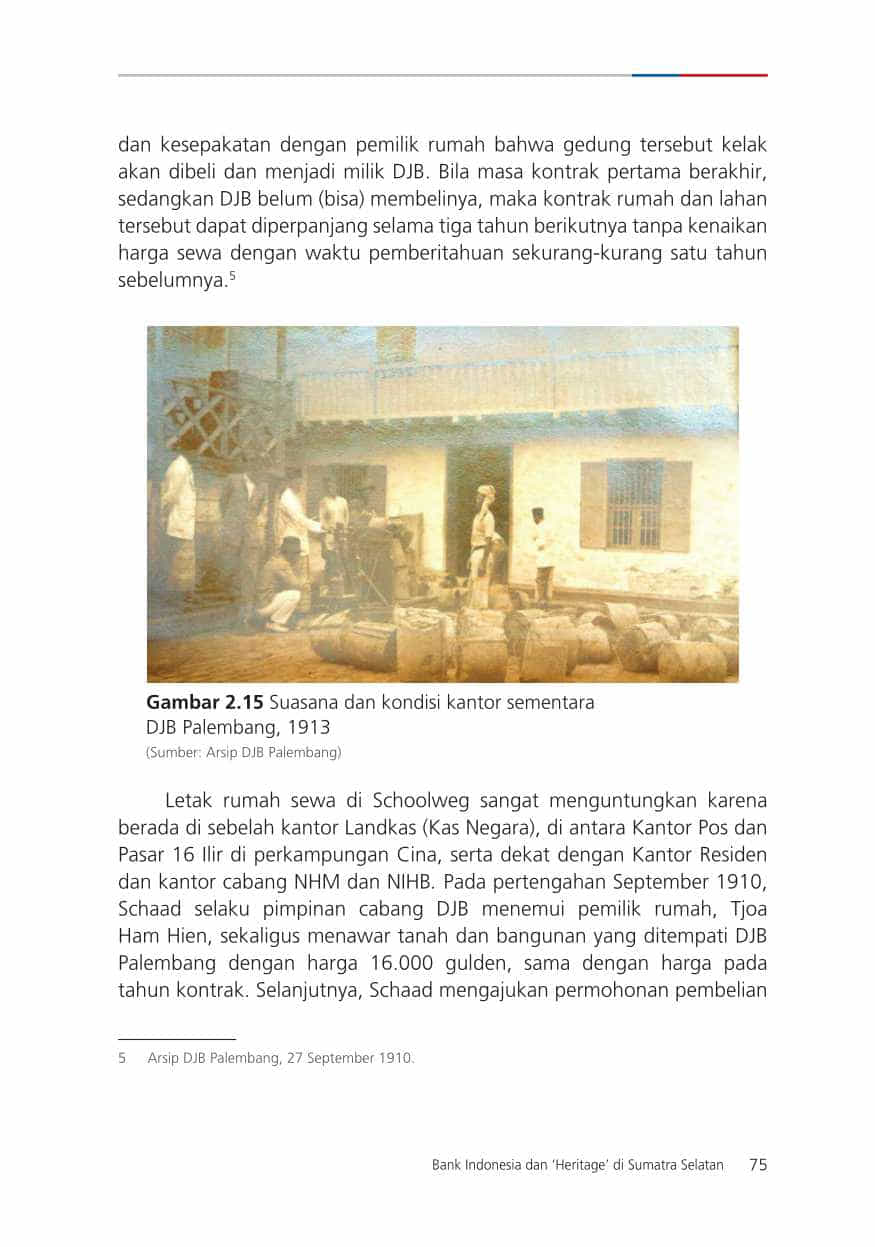 dan kesepakatan dengan pemilik rumah bahwa gedung tersebut kelak
akan dibeli dan menjadi milik DJB. Bila masa kontrak pertama berakhir,
sedangkan DJB belum (bisa) membelinya, maka kontrak rumah dan lahan
tersebut dapat diperpanjang selama tiga tahun berikutnya tanpa kenaikan
harga sewa dengan waktu pemberitahuan sekurang-kurang satu tahun
sebelumnya.5
Gambar 2.15 Suasana dan kondisi kantor sementara
DJB Palembang, 1913
(Sumber: Arsip DJB Palembang)
Letak rumah sewa di Schoolweg sangat menguntungkan karena
berada di sebelah kantor Landkas (Kas Negara), di antara Kantor Pos dan
Pasar 16 Ilir di perkampungan Cina, serta dekat dengan Kantor Residen
dan kantor cabang NHM dan NIHB. Pada pertengahan September 1910,
Schaad selaku pimpinan cabang DJB menemui pemilik rumah, Tjoa
Ham Hien, sekaligus menawar tanah dan bangunan yang ditempati DJB
Palembang dengan harga 16.000 gulden, sama dengan harga pada
tahun kontrak. Selanjutnya, Schaad mengajukan permohonan pembelian
5 Arsip DJB Palembang, 27 September 1910.
Bank Indonesia dan ‘Heritage’ di Sumatra Selatan 75